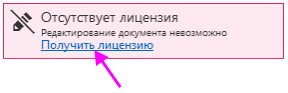 Отсутствует лицензия
Редактирование документа невозможно
Получить лицензию